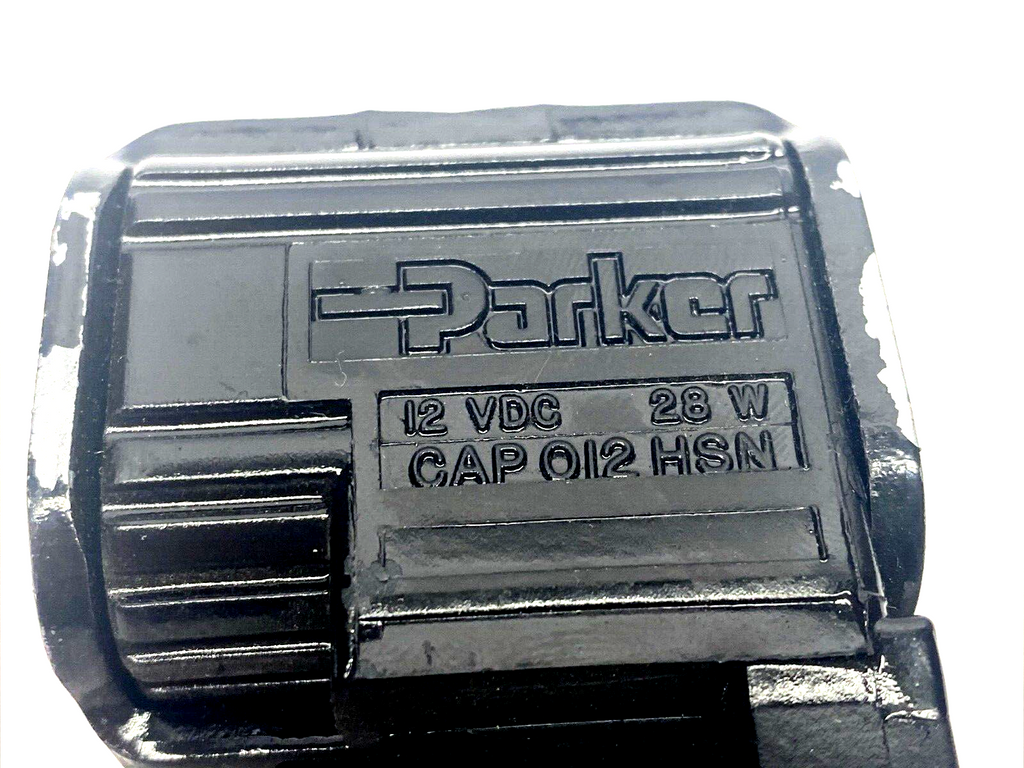 Parker
12 VDC 28 W
CAP 012 HSN